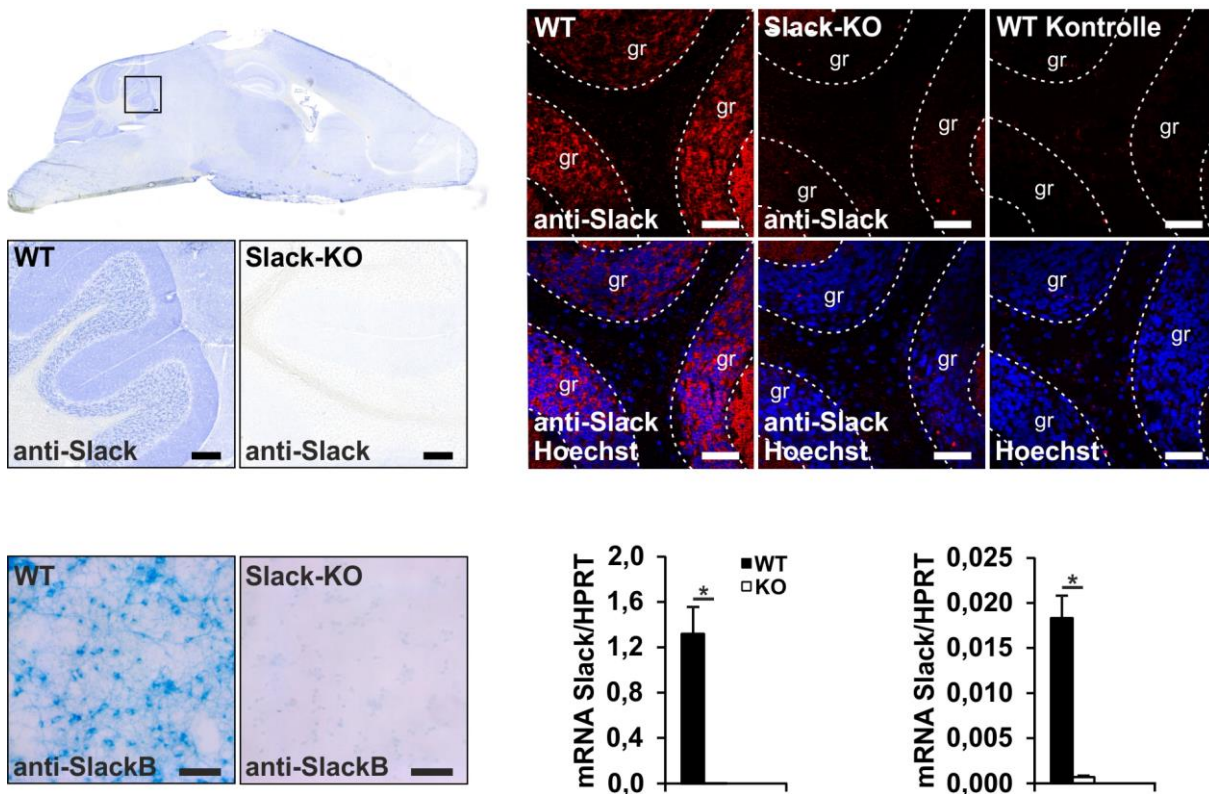 WT
Slack-KO
anti-Slack
anti-Slack
WT
Slack-KO
WT Kontrolle
gr
gr
gr
gr
gr
gr
gr
gr
gr
anti-Slack
anti-Slack
gr
gr
gr
gr
gr
gr
gr
gr
gr
anti-Slack
Hoechst
anti-Slack
Hoechst
Hoechst
WT
Slack-KO
anti-SlackB
anti-SlackB
mRNA Slack/HPRT
2,0
1,6
1,2
0,8
0,4
0,0
*
WT
KO
mRNA Slack/HPRT
0,025
0,020
0,015
0,010
0,005
0,000
*